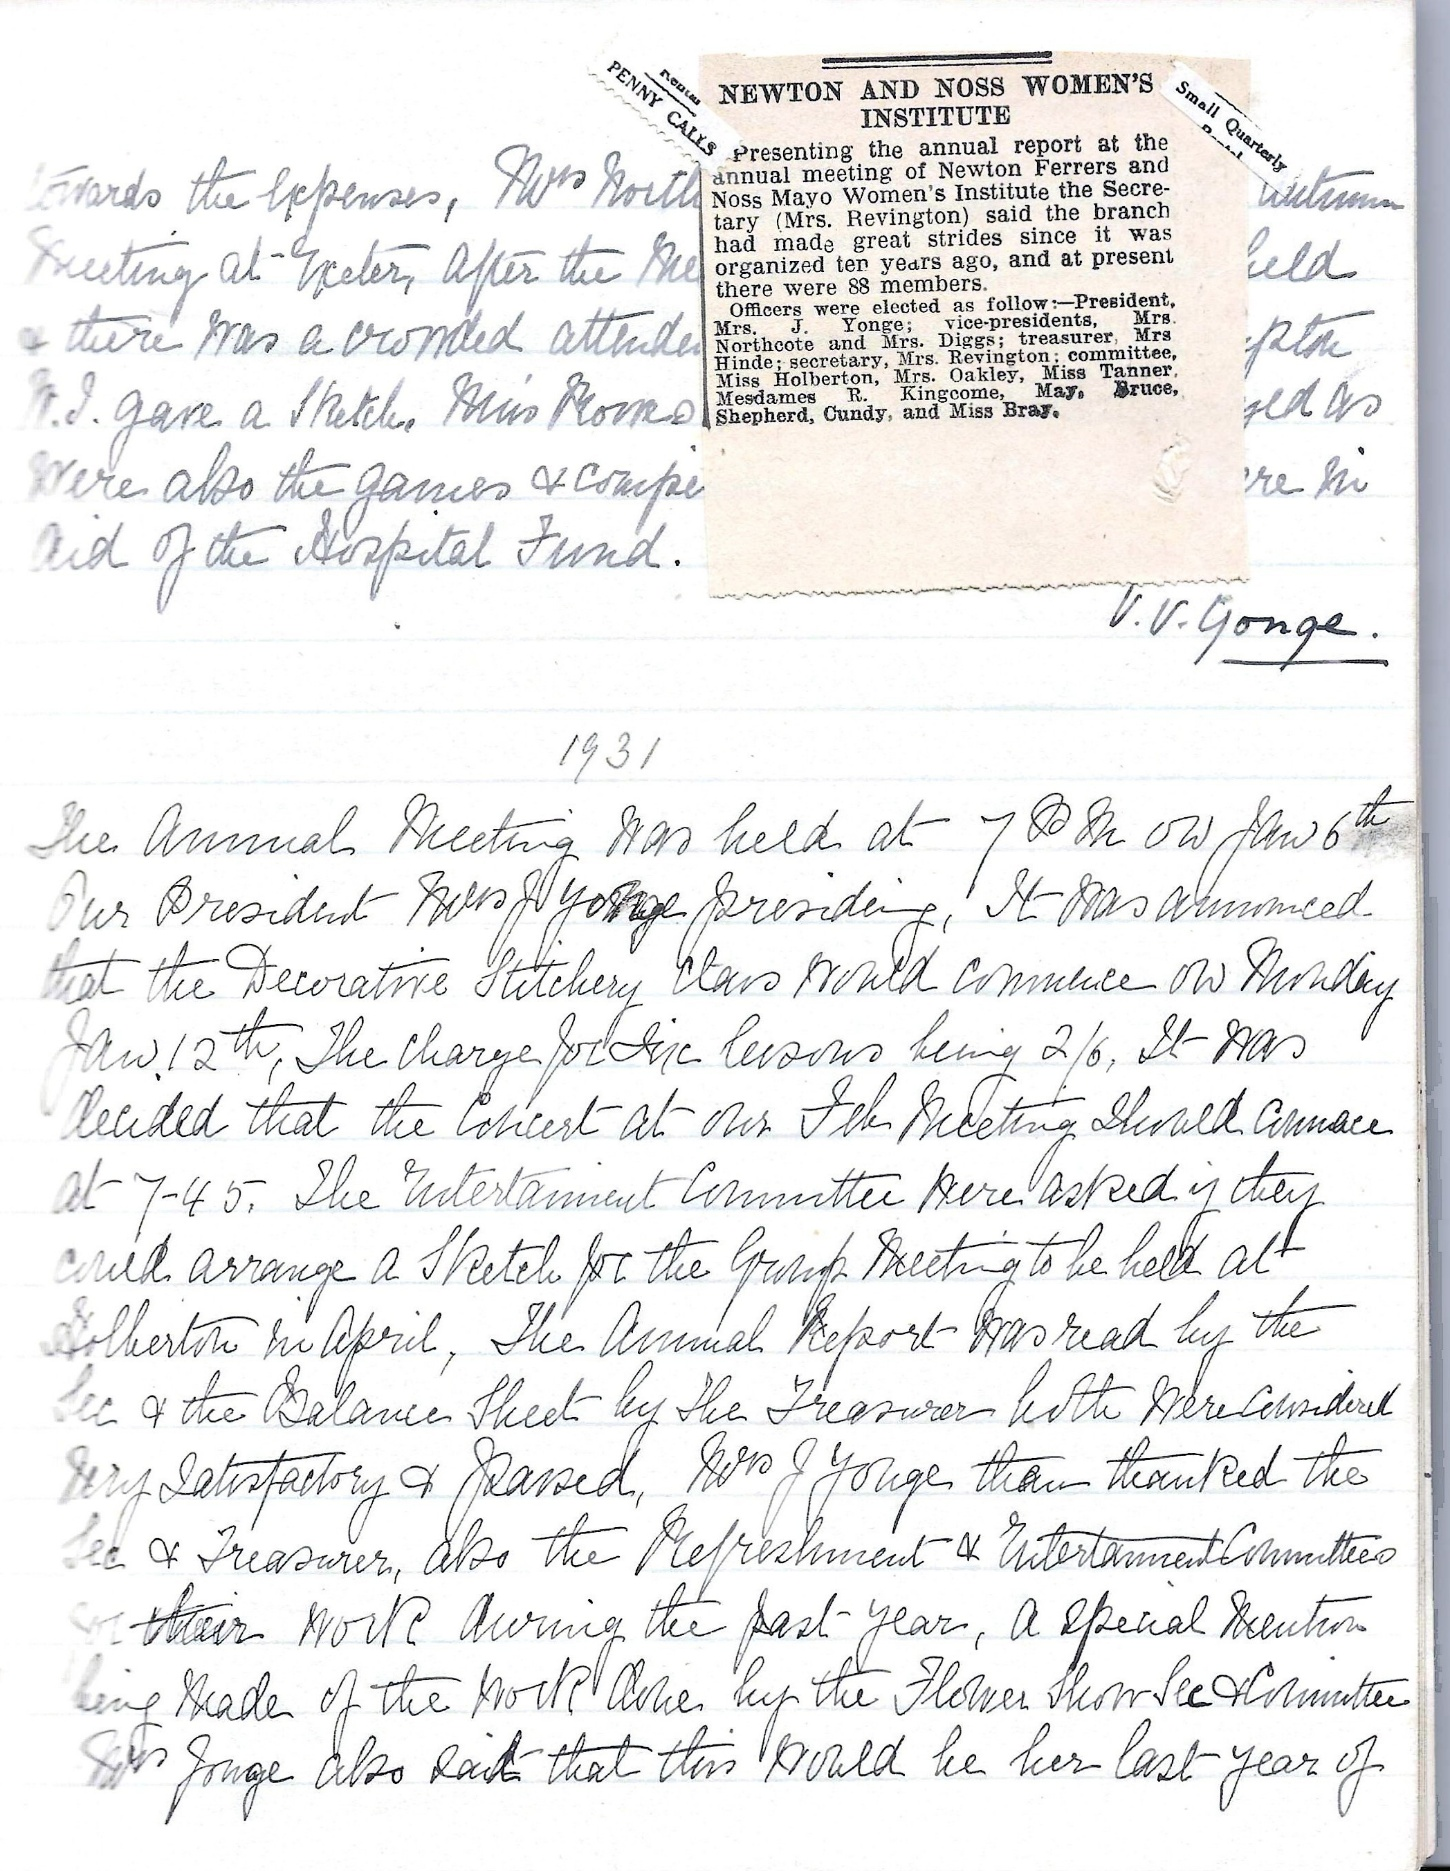 PENNY CALLS
Small Quarterly
NEWTON AND NOSS WOMEN'S
INSTITUTE
Presenting the annual report at the
annual meeting of Newton Ferrers and
Noss Mayo Women's Institute the Secre-
tary (Mrs. Revington) said the branch
had made great strides since it was
organized ten years ago, and at present
there were 88 members.
Officers were elected as follow:—President,
Mrs. J. Yonge; vice-presidents, Mrs.
Northcote and Mrs. Diggs; treasurer, Mrs
Hinde; secretary, Mrs. Revington; committee,
Miss Holberton, Mrs. Oakley, Miss Tanner,
Mesdames R. Kingcome, May, Bruce,
Shepherd, Cundy, and Miss Bray.
towards the Expenses, Mrs North
Meeting at Exeter, After the Me held
& there was a crowded attenden
W.I. gave a Sketch, Miss yed as
Were also the games & compe ere in
Aid of the Hospital Fund.
V.V. Yonge.
1931
The Annual Meeting was held at 7 P M on Jan 6th
Our President Mrs J Yonge presiding, It was announced
that the Decorative Stitchery class would commence on Monday
Jan. 12th, The charge for Six lessons being 2/6, It was
decided that the Concert at our Feb Meeting Should commace
at 7-45. The Entertainment Committee were asked if they
could arrange a Sketch for the Group Meeting to be held at
Holberton in April, The Annual Report was read by the
Sec & the Balance Sheet by The Treasurer both were considered
Very Satisfactory & passed, Mrs J Yonge than thanked the
Sec & Treasurer, also the Refreshment & Entertainment Committees
for their work during the past year, a special mention
being made of the work done by the Flower Show Sec & Committee
Mrs Yonge also said that this would be her last year of